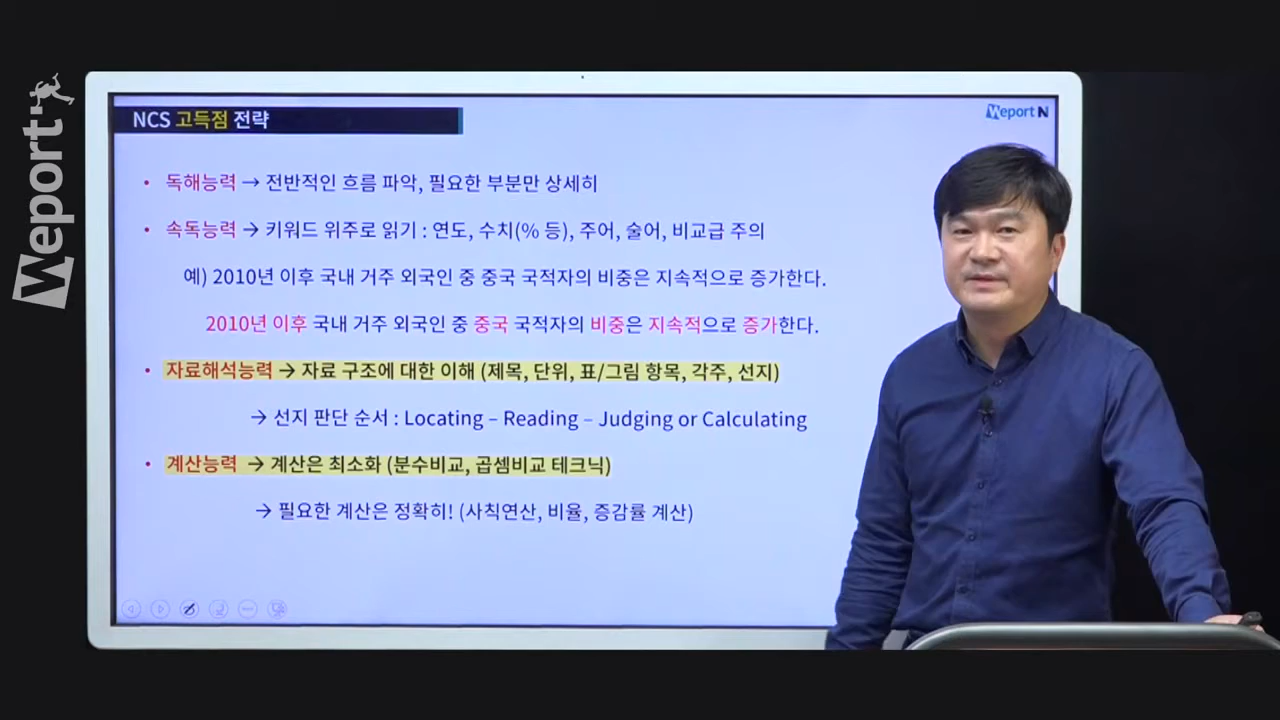 Weport
NCS 고득점 전략
Weport N
• 독해능력 → 전반적인 흐름 파악, 필요한 부분만 상세히
• 속독능력 → 키워드 위주로 읽기 : 연도, 수치(% 등), 주어, 술어, 비교급 주의
예) 2010년 이후 국내 거주 외국인 중 중국 국적자의 비중은 지속적으로 증가한다.
2010년 이후 국내 거주 외국인 중 중국 국적자의 비중은 지속적으로 증가한다.
• 자료해석능력 → 자료 구조에 대한 이해 (제목, 단위, 표/그림 항목, 각주, 선지)
→ 선지 판단 순서 : Locating – Reading – Judging or Calculating
• 계산능력 → 계산은 최소화 (분수비교, 곱셈비교 테크닉)
→ 필요한 계산은 정확히! (사칙연산, 비율, 증감률 계산)